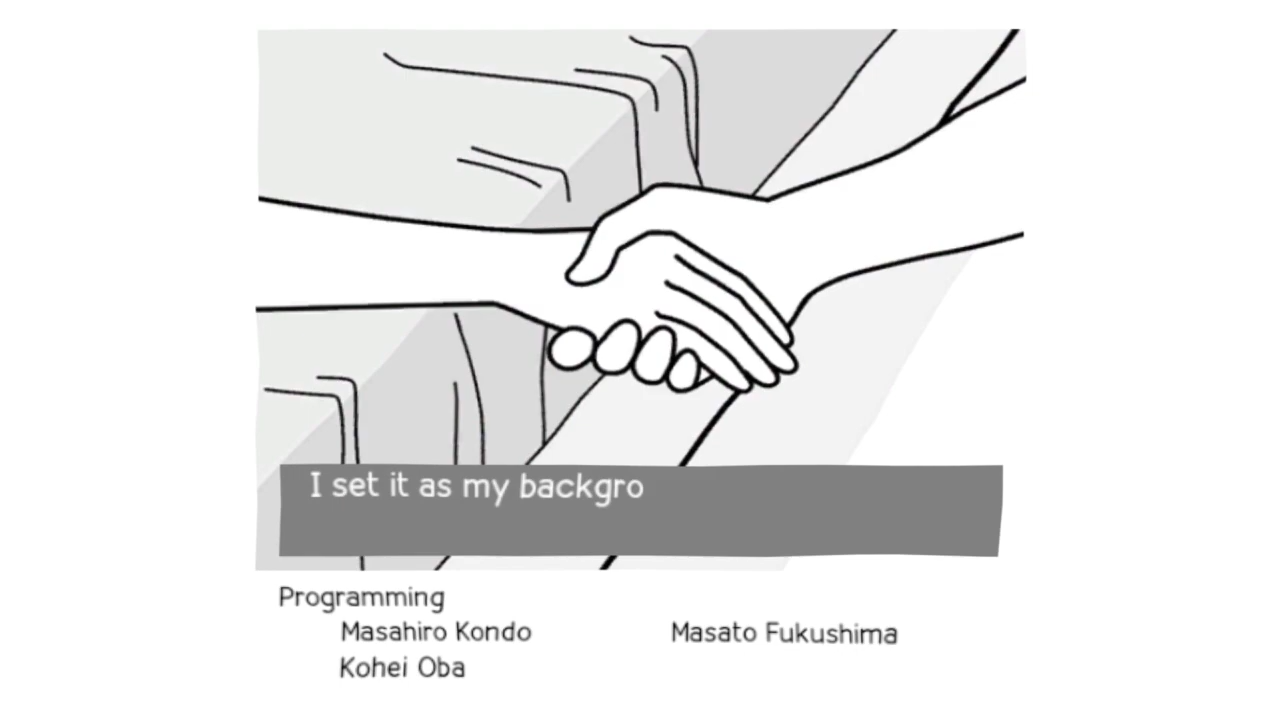 I set it as my backgro
Programming
Masahiro Kondo
Masato Fukushima
Kohei Oba